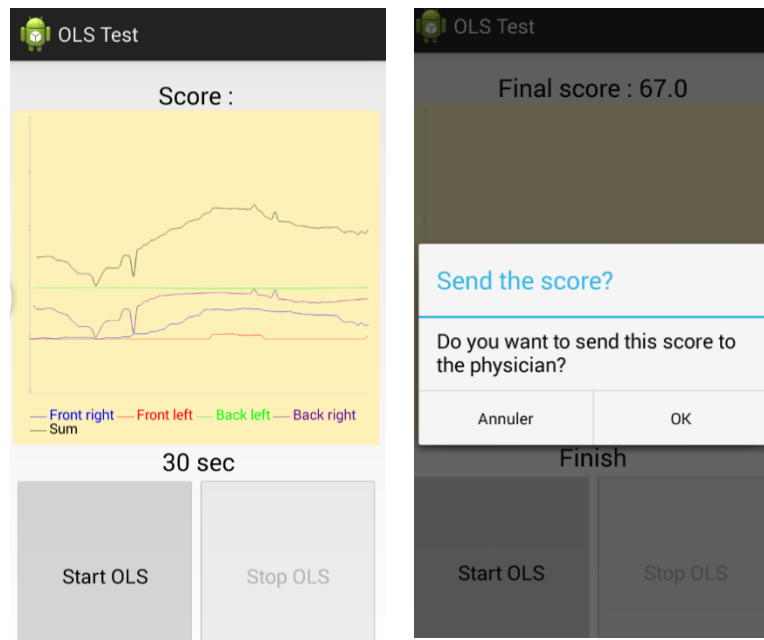 OLS Test
Score :
Front right Front left Back left Back right
Sum
30 sec
Start OLS
Stop OLS
OLS Test
Final score : 67.0
Send the score?
Do you want to send this score to
the physician?
Annuler
OK
Finish
Start OLS
Stop OLS